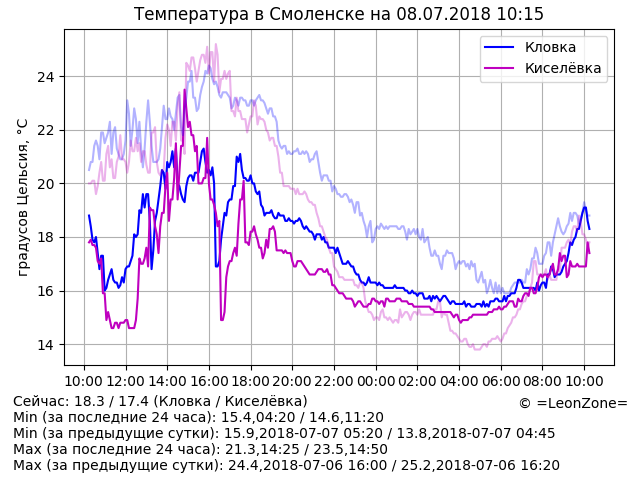 Температура в Смоленске на 08.07.2018 10:15
Кловка
Киселёвка
градусов Цельсия, °C
24
22
20
18
16
14
10:00 12:00 14:00 16:00 18:00 20:00 22:00 00:00 02:00 04:00 06:00 08:00 10:00
Сейчас: 18.3 / 17.4 (Кловка / Киселёвка)
© =LeonZone=
Min (за последние 24 часа): 15.4,04:20 / 14.6,11:20
Min (за предыдущие сутки): 15.9,2018-07-07 05:20 / 13.8,2018-07-07 04:45
Max (за последние 24 часа): 21.3,14:25 / 23.5,14:50
Max (за предыдущие сутки): 24.4,2018-07-06 16:00 / 25.2,2018-07-06 16:20